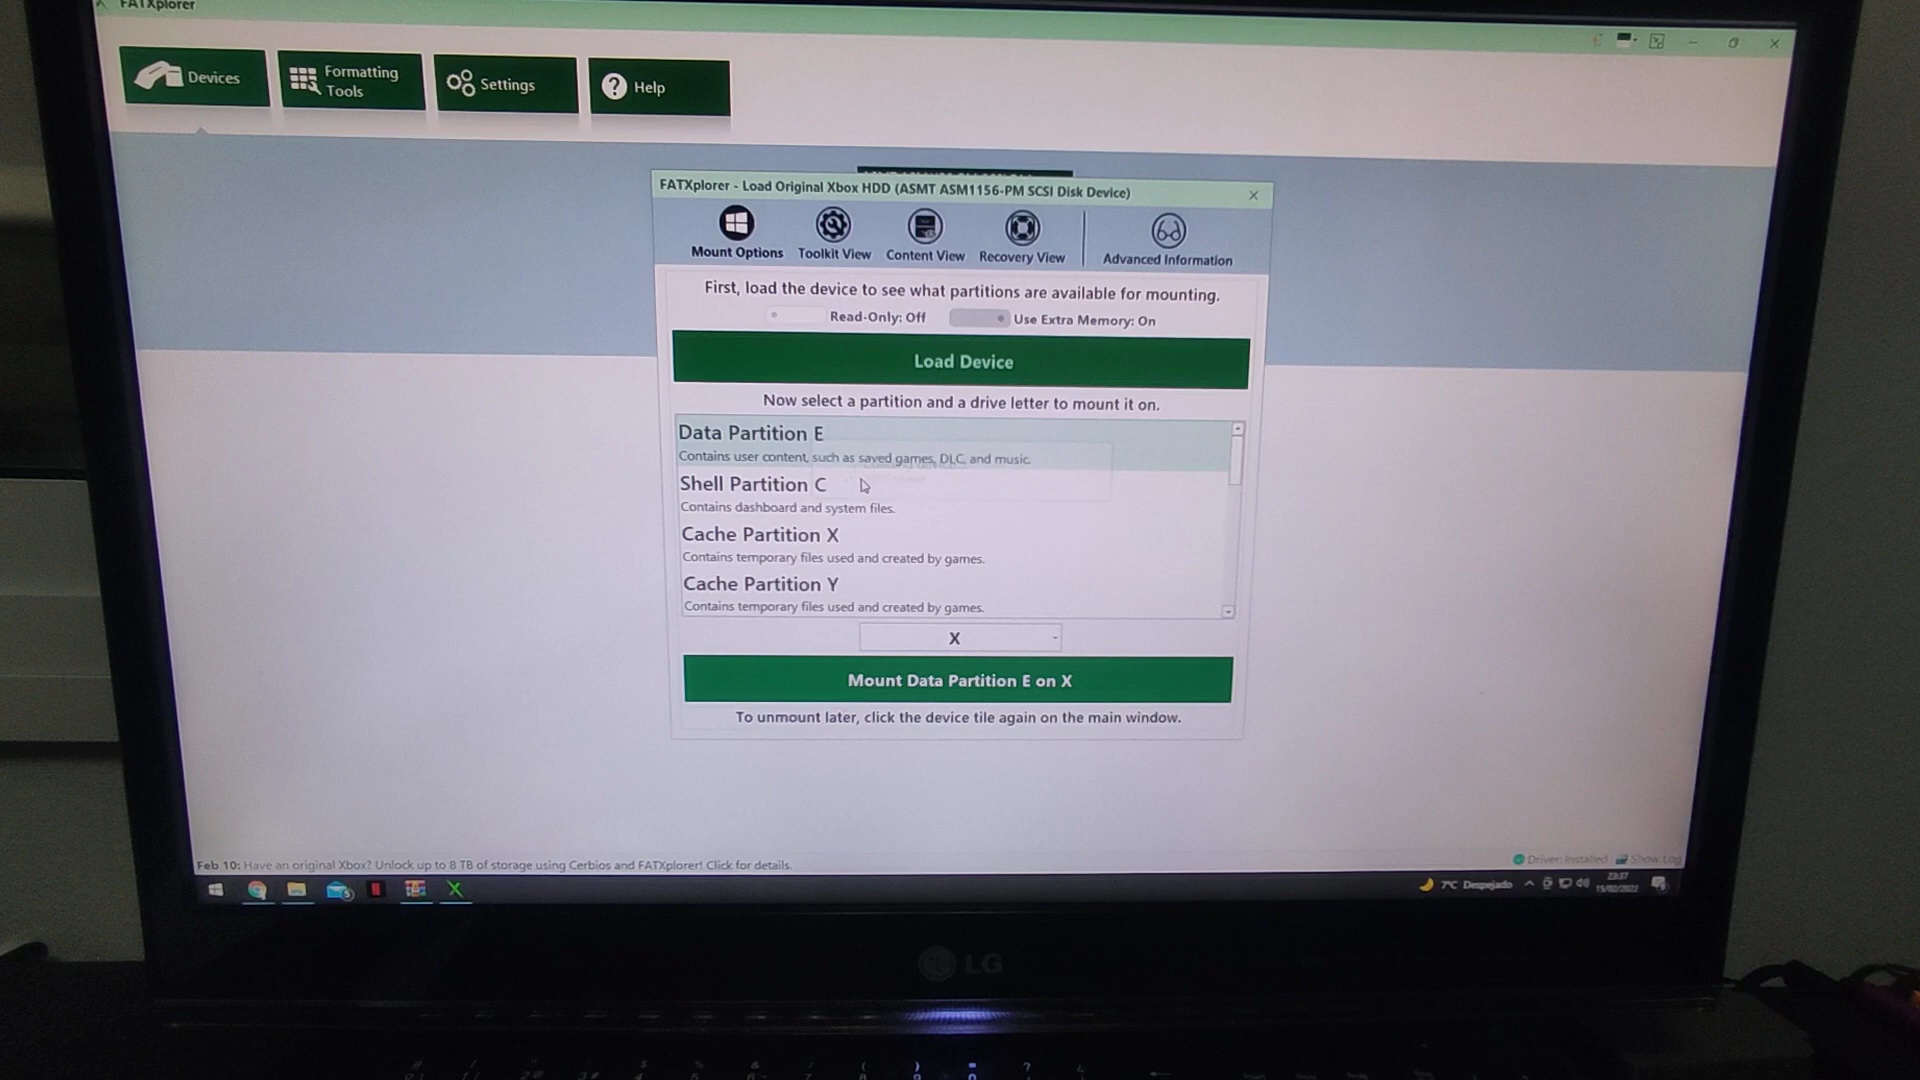 FATXplorer
Devices
Formatting
Tools
Settings
Help
FATXplorer - Load Original Xbox HDD (ASMT ASM1156-PM SCSI Disk Device)
Mount Options
Toolkit View
Content View
Recovery View
Advanced Information
First, load the device to see what partitions are available for mounting.
Read-Only: Off
Use Extra Memory: On
Load Device
Now select a partition and a drive letter to mount it on.
Data Partition E
Contains user content, such as saved games, DLC, and music.
Shell Partition C
Contains dashboard and system files.
Cache Partition X
Contains temporary files used and created by games.
Cache Partition Y
Contains temporary files used and created by games.
X
Mount Data Partition E on X
To unmount later, click the device tile again on the main window.
Feb 10: Have an original Xbox? Unlock up to 8 TB of storage using Cerbios and FATXplorer! Click for details.
Driver: Installed
Show Log
5
7°C Despejado
23:37
15/02/2022
LG